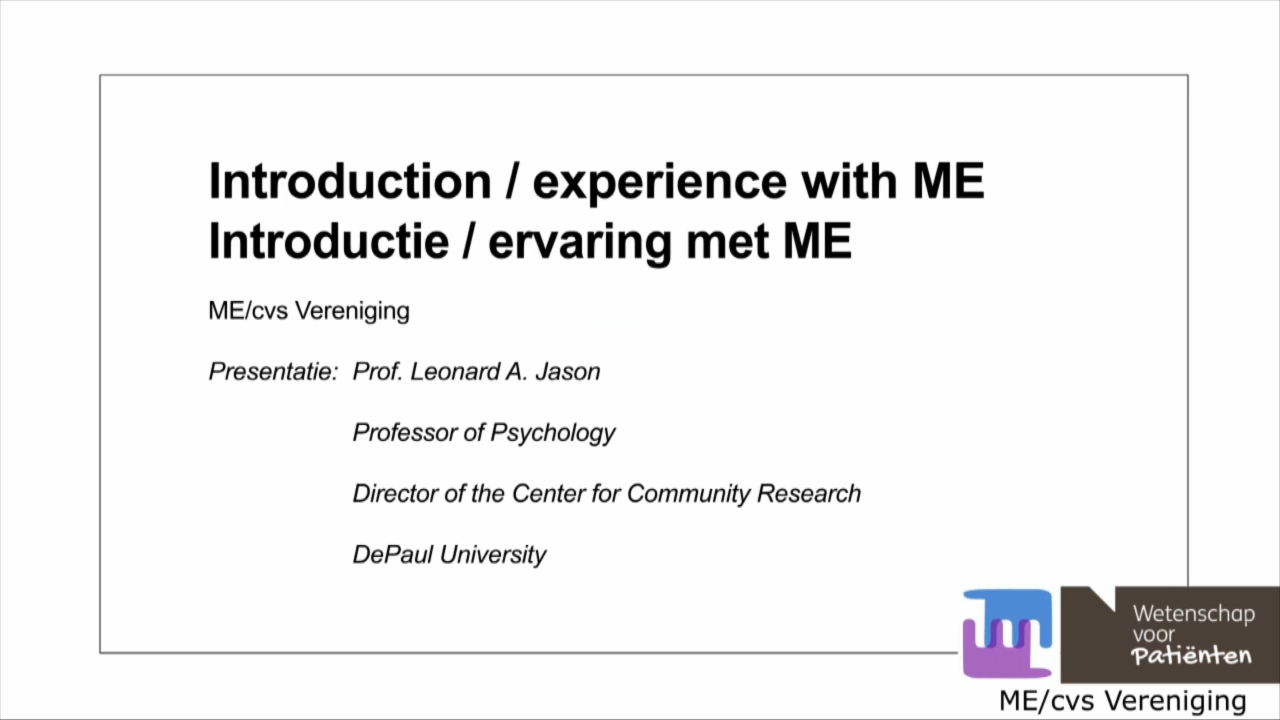 Introduction / experience with ME
Introductie / ervaring met ME
ME/cvs Vereniging
Presentatie: Prof. Leonard A. Jason
Professor of Psychology
Director of the Center for Community Research
DePaul University
Wetenschap
voor
Patiënten
ME/cvs Vereniging